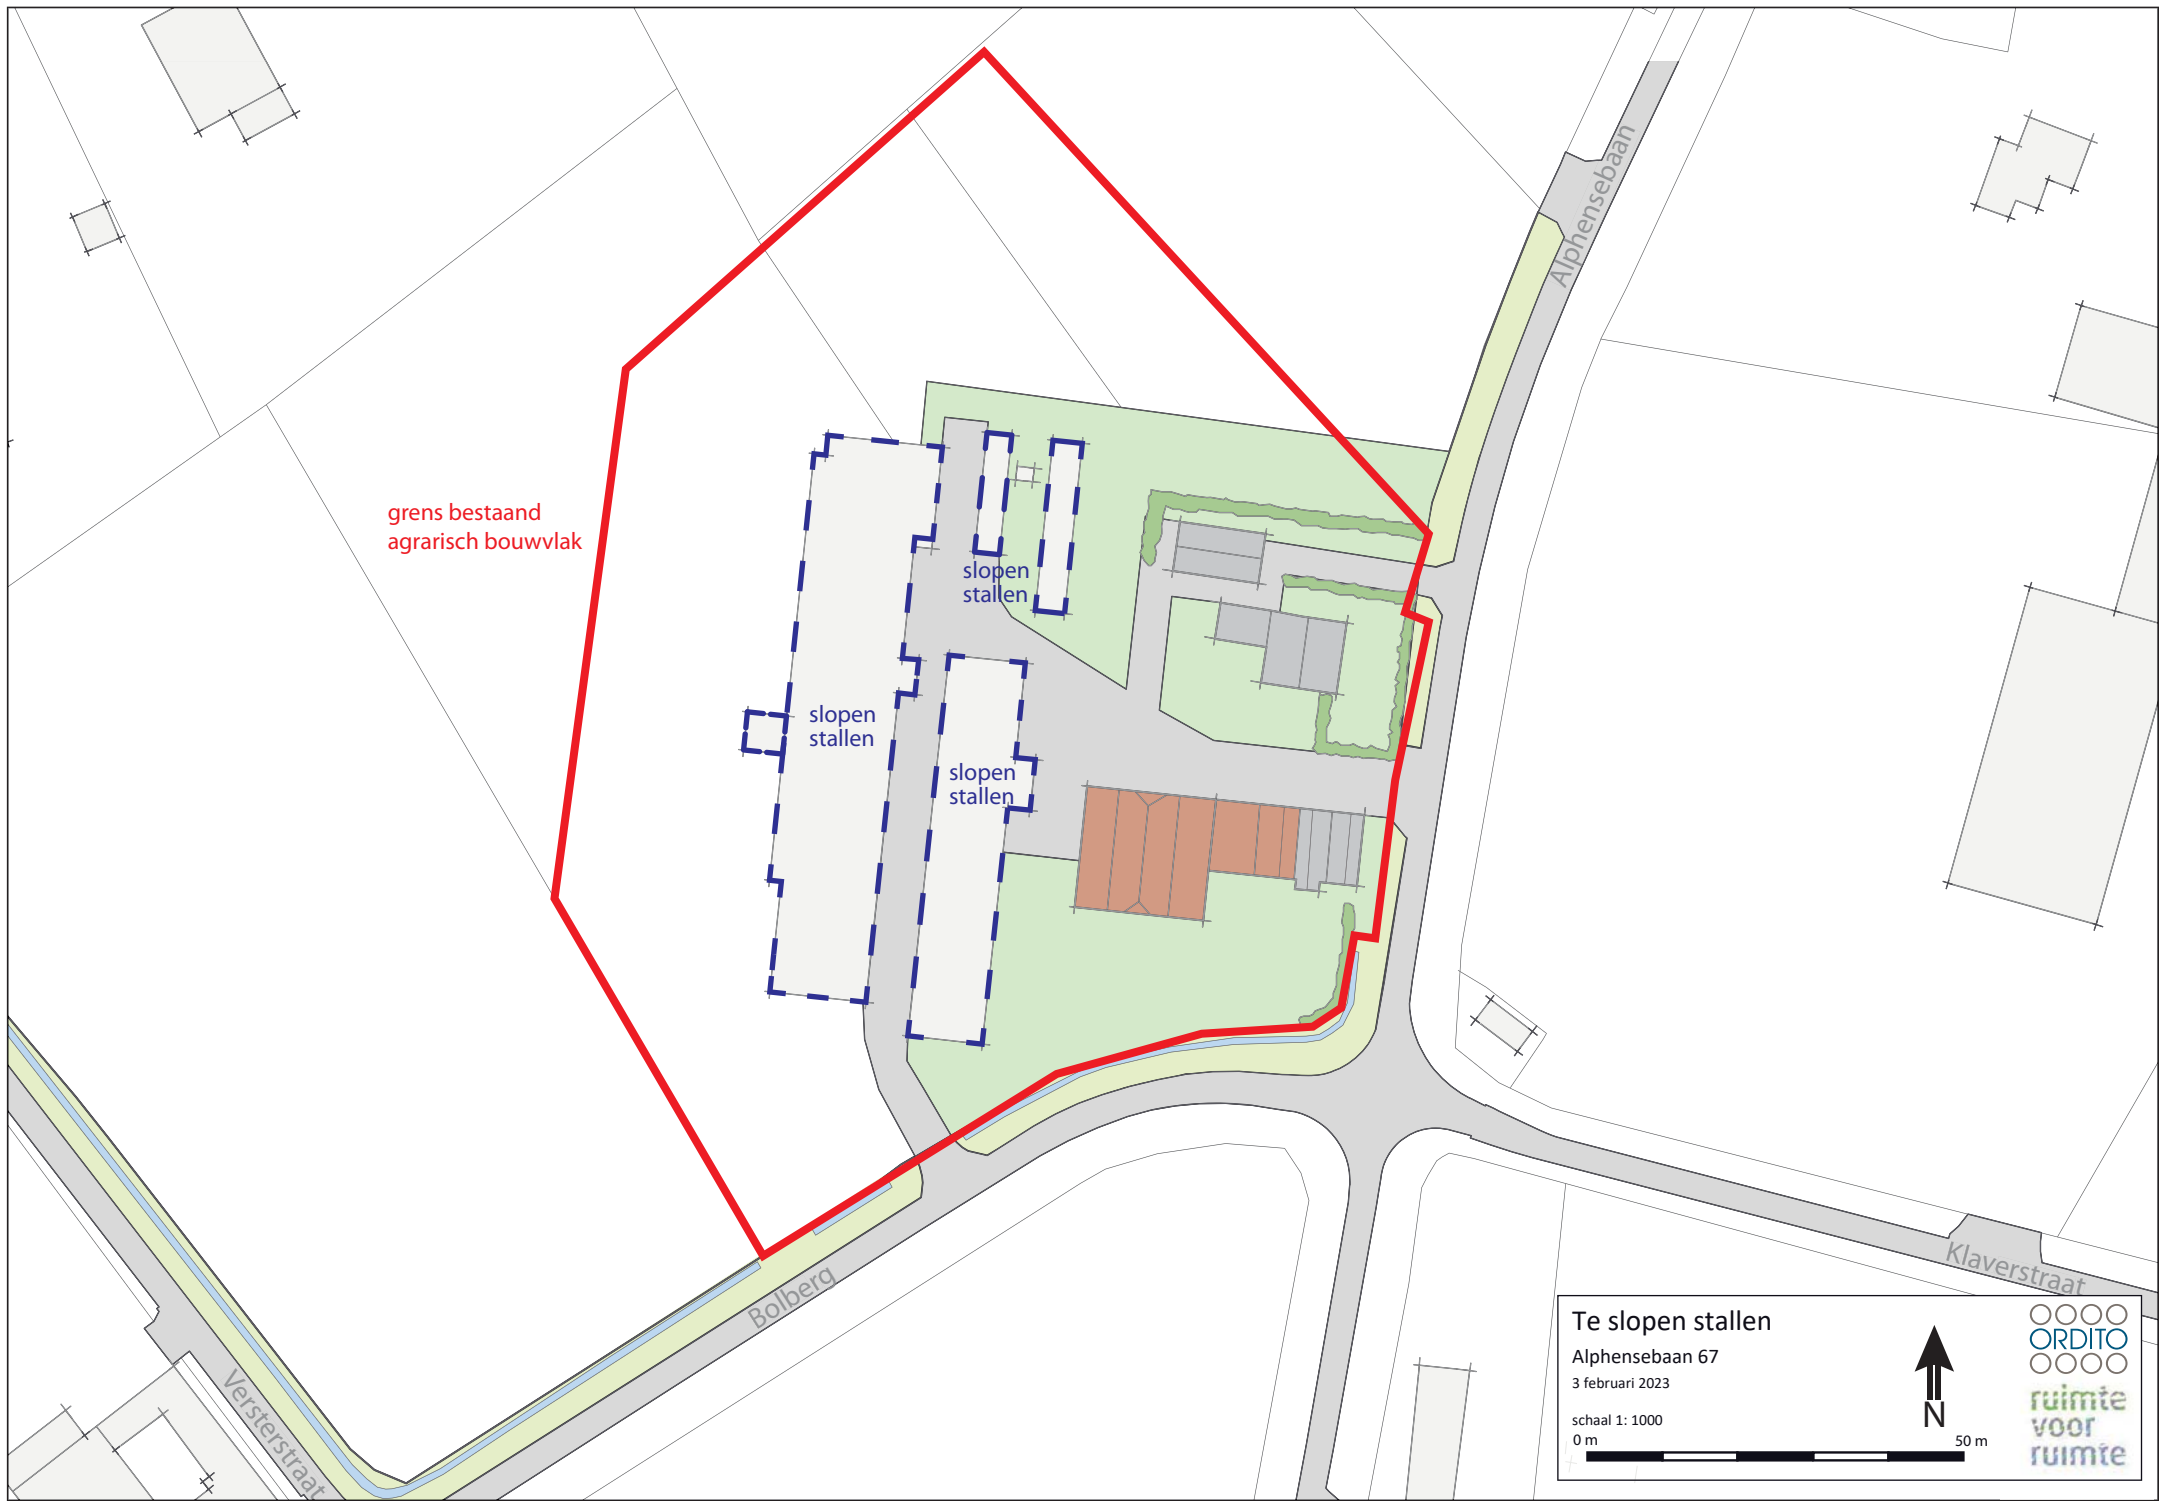 Alphensebaan
grens bestaand
agrarisch bouwvlak
slopen
stallen
slopen
stallen
slopen
stallen
Bolberg
Klaverstraat
Versterstraat
Te slopen stallen
Alphensebaan 67
3 februari 2023
schaal 1: 1000
0 m
50 m
N
ORDITO
ruimte
voor
ruimte